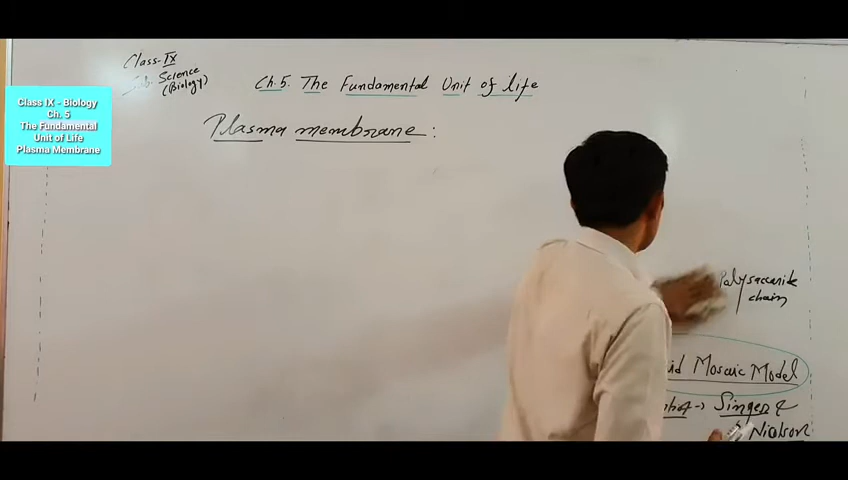 Class-IX
Sub. Science
(Biology)
Ch.5. The Fundamental Unit of life
Class IX - Biology
Ch. 5
The Fundamental
Unit of Life
Plasma Membrane
Plasma membrane:
Polysaccaride
chain
id Mosaic Model
Singer &
Nicolson